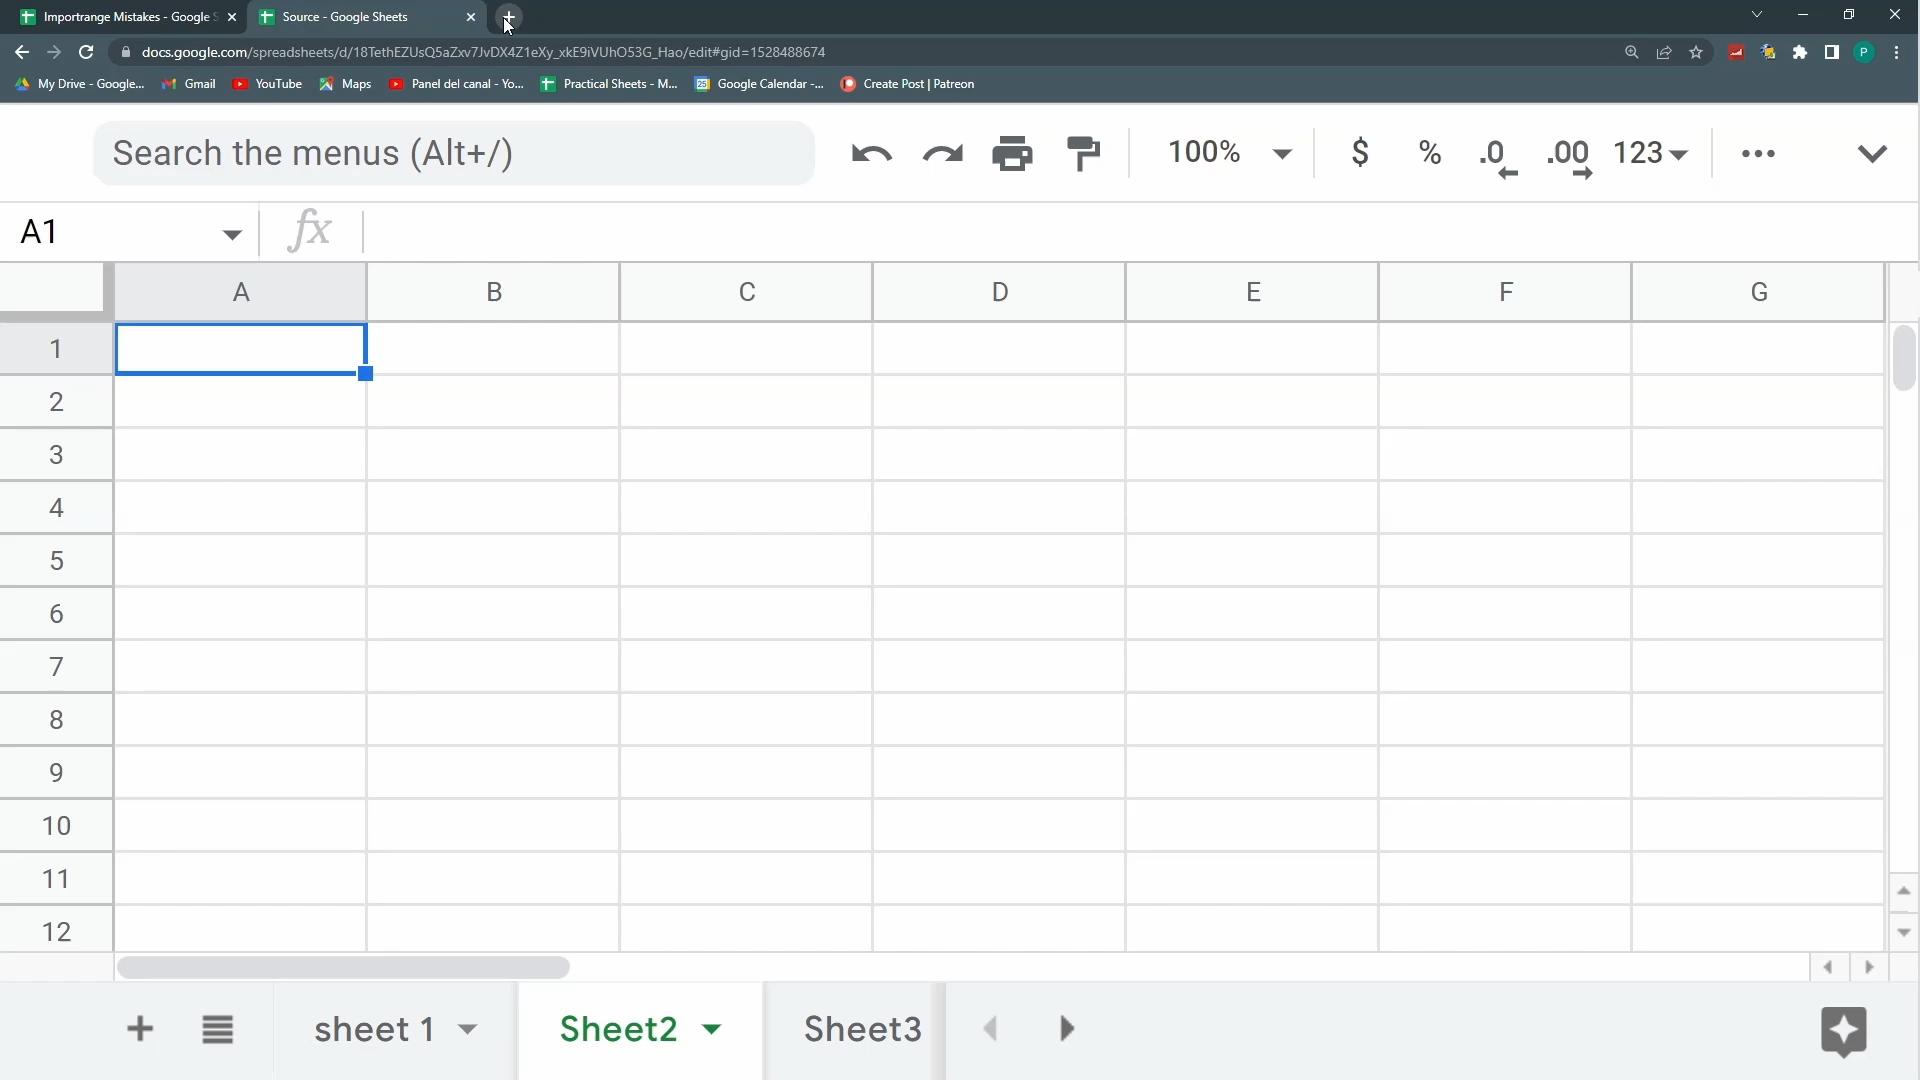 Importrange Mistakes - Google S
Source - Google Sheets
docs.google.com/spreadsheets/d/18TethEZUsQ5aZxv7JvDX4Z1eXy_xkE9iVUhO53G_Hao/edit#gid=1528488674
P
My Drive - Google...
Gmail
YouTube
Maps
Panel del canal - Yo...
Practical Sheets - M...
Google Calendar -...
Create Post | Patreon
Search the menus (Alt+/)
100%
$
%
.0
.00
123
A1
fx
A
B
C
D
E
F
G
1
2
3
4
5
6
7
8
9
10
11
12
sheet 1
Sheet2
Sheet3